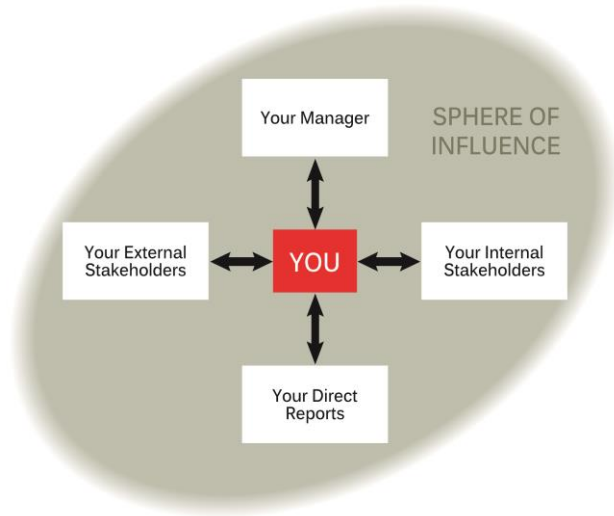 Your Manager
SPHERE OF
INFLUENCE
Your External
Stakeholders
YOU
Your Internal
Stakeholders
Your Direct
Reports